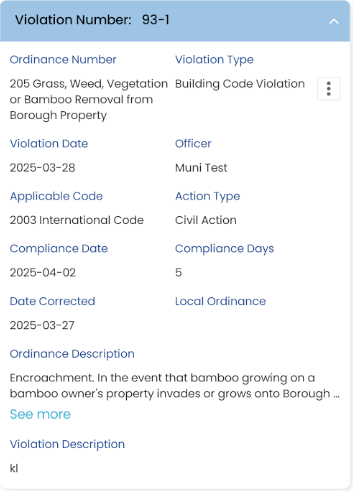 Violation Number: 93-1
Ordinance Number
Violation Type
205 Grass, Weed, Vegetation
or Bamboo Removal from
Borough Property
Building Code Violation
Violation Date
Officer
2025-03-28
Muni Test
Applicable Code
Action Type
2003 International Code
Civil Action
Compliance Date
Compliance Days
2025-04-02
5
Date Corrected
Local Ordinance
2025-03-27
Ordinance Description
Encroachment. In the event that bamboo growing on a
bamboo owner's property invades or grows onto Borough ...
See more
Violation Description
kl